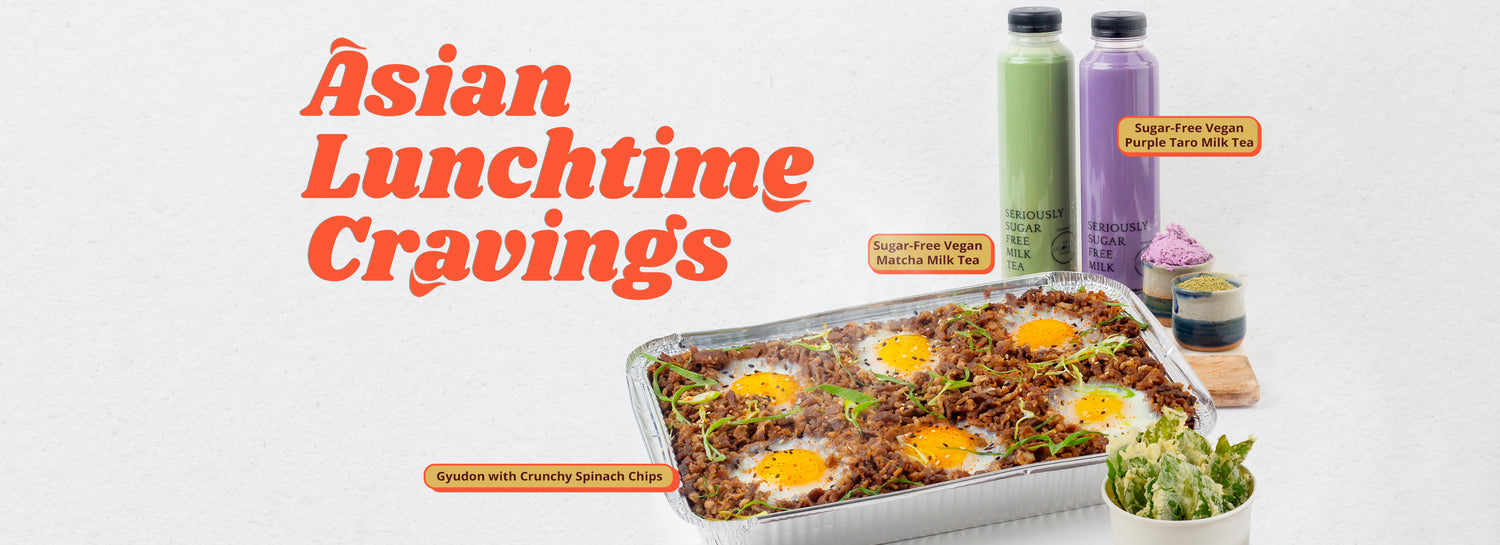 Asian
Lunchtime
Cravings
Sugar-Free Vegan
Purple Taro Milk Tea
Sugar-Free Vegan
Matcha Milk Tea
SERIOUSLY
SUGAR
FREE
MILK
TEA
SERIOUSLY
SUGAR
FREE
MILK
Gyudon with Crunchy Spinach Chips